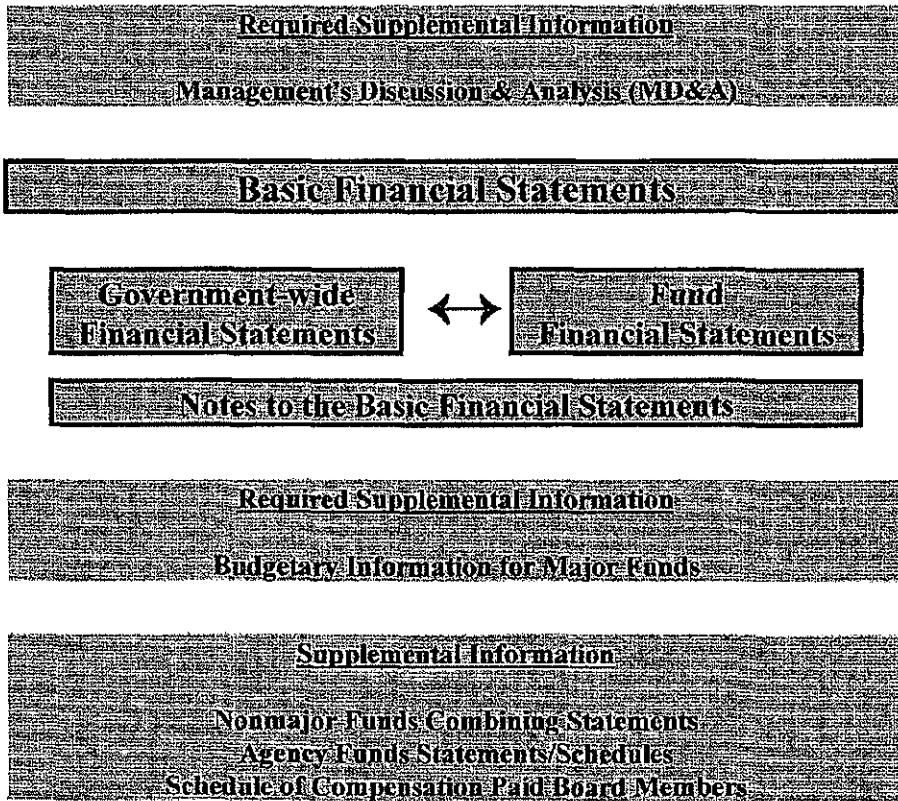 Required Supplemental Information
Management's Discussion & Analysis (MD&A)
Basic Financial Statements
Government-wide
Financial Statements
Fund
Financial Statements
Notes to the Basic Financial Statements
Required Supplemental Information
Budgetary Information for Major Funds
Supplemental Information
Nonmajor Funds Combining Statements
Agency Funds Statements/Schedules
Schedule of Compensation Paid Board Members